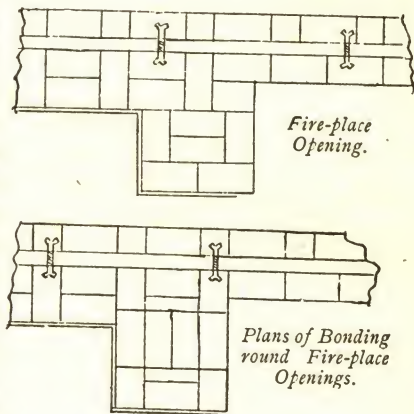 Fire-place
Opening.
Plans of Bonding
round Fire-place
Openings.